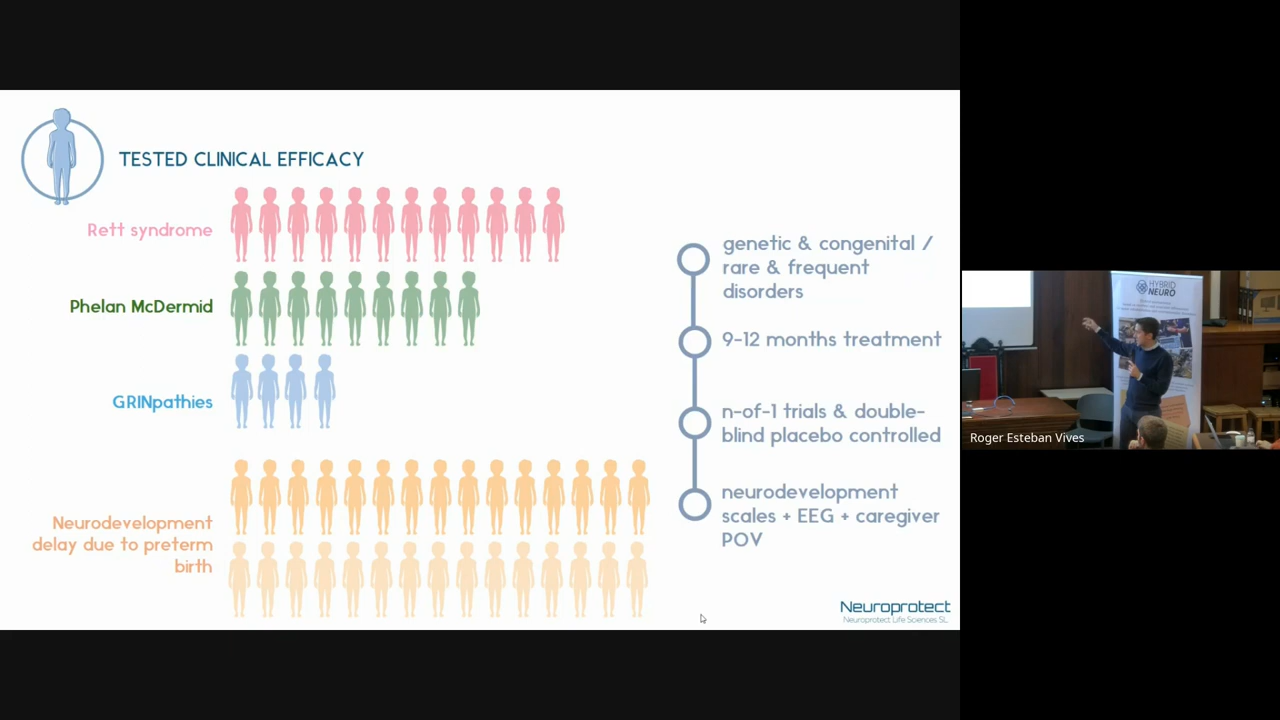 TESTED CLINICAL EFFICACY
Rett syndrome
Phelan McDermid
GRINpathies
Neurodevelopment
delay due to preterm
birth
genetic & congenital /
rare & frequent
disorders
9-12 months treatment
n-of-1 trials & double-
blind placebo controlled
neurodevelopment
scales + EEG + caregiver
POV
Neuroprotect
Neuroprotect Life Sciences SL
HYBRID
NEURO
Roger Esteban Vives